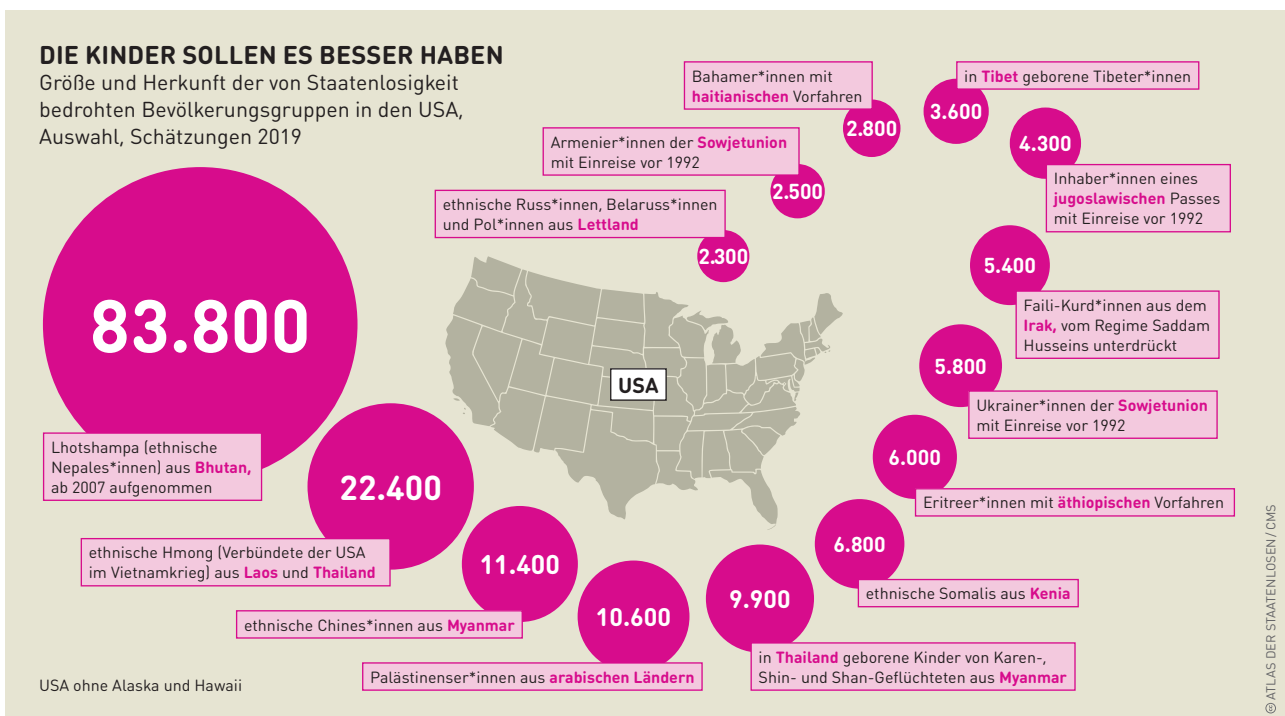 DIE KINDER SOLLEN ES BESSER HABEN
Größe und Herkunft der von Staatenlosigkeit
bedrohten Bevölkerungsgruppen in den USA,
Auswahl, Schätzungen 2019
83.800
Lhotshampa (ethnische
Nepales*innen) aus Bhutan,
ab 2007 aufgenommen
22.400
ethnische Hmong (Verbündete der USA
im Vietnamkrieg) aus Laos und Thailand
11.400
ethnische Chines*innen aus Myanmar
10.600
Palästinenser*innen aus arabischen Ländern
9.900
in Thailand geborene Kinder von Karen-,
Shin- und Shan-Geflüchteten aus Myanmar
6.800
ethnische Somalis aus Kenia
6.000
Eritreer*innen mit äthiopischen Vorfahren
5.800
Ukrainer*innen der Sowjetunion
mit Einreise vor 1992
5.400
Faili-Kurd*innen aus dem
Irak, vom Regime Saddam
Husseins unterdrückt
4.300
Inhaber*innen eines
jugoslawischen Passes
mit Einreise vor 1992
3.600
in Tibet geborene Tibeter*innen
2.800
Bahamer*innen mit
haitianischen Vorfahren
2.500
Armenier*innen der Sowjetunion
mit Einreise vor 1992
2.300
ethnische Russ*innen, Belaruss*innen
und Pol*innen aus Lettland
USA
USA ohne Alaska und Hawaii
ATLAS DER STAATENLOSEN / CMS